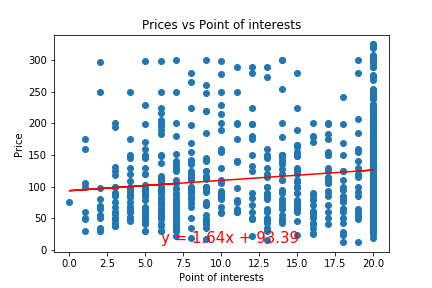 Prices vs Point of interests
300
250
200
150
100
50
0
Price
y = 1.64x + 93.39
0.0 2.5 5.0 7.5 10.0 12.5 15.0 17.5 20.0
Point of interests